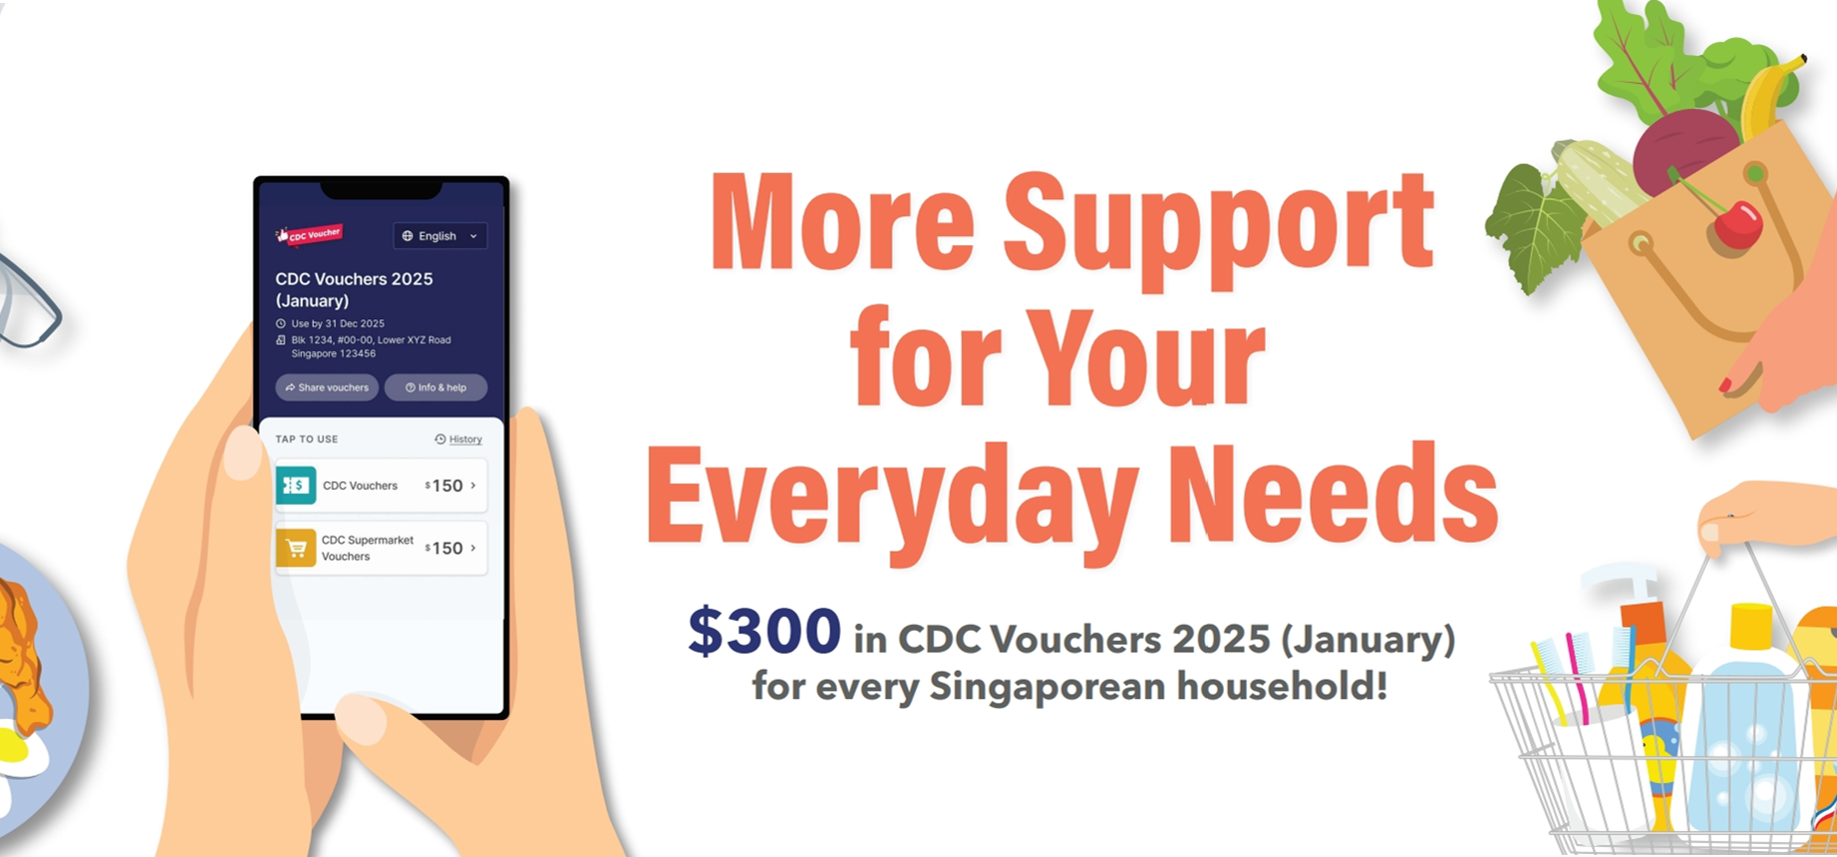 CDC Voucher
English
CDC Vouchers 2025
(January)
Use by 31 Dec 2025
Blk 1234, #00-00, Lower XYZ Road
Singapore 123456
Share vouchers
Info & help
TAP TO USE
History
$
CDC Vouchers
$150
CDC Supermarket
Vouchers
$150
More Support
for Your
Everyday Needs
$300 in CDC Vouchers 2025 (January)
for every Singaporean household!